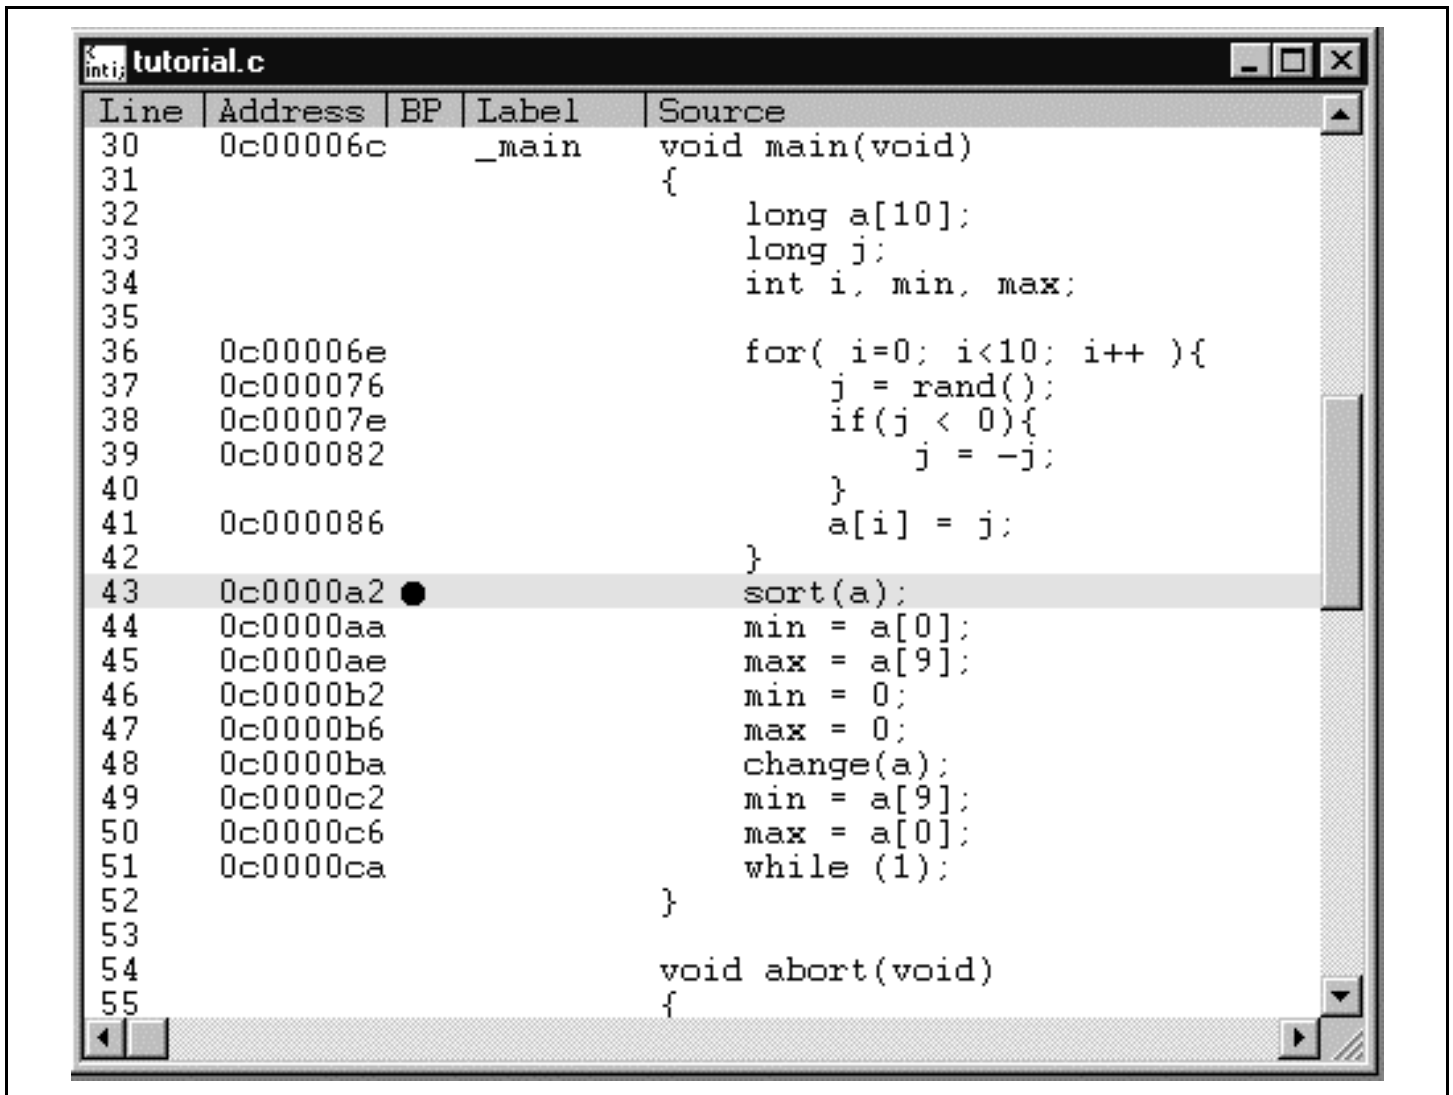 < int i; tutorial.c
Line Address BP Label Source
30 0c00006c _main void main(void)
31 {
32 long a[10];
33 long j;
34 int i, min, max;
35
36 0c00006e for( i=0; i<10; i++ ){
37 0c000076 j = rand();
38 0c00007e if(j < 0){
39 0c000082 j = -j;
40 }
41 0c000086 a[i] = j;
42 }
43 0c0000a2 ● sort(a);
44 0c0000aa min = a[0];
45 0c0000ae max = a[9];
46 0c0000b2 min = 0;
47 0c0000b6 max = 0;
48 0c0000ba change(a);
49 0c0000c2 min = a[9];
50 0c0000c6 max = a[0];
51 0c0000ca while (1);
52 }
53
54 void abort(void)
55 {